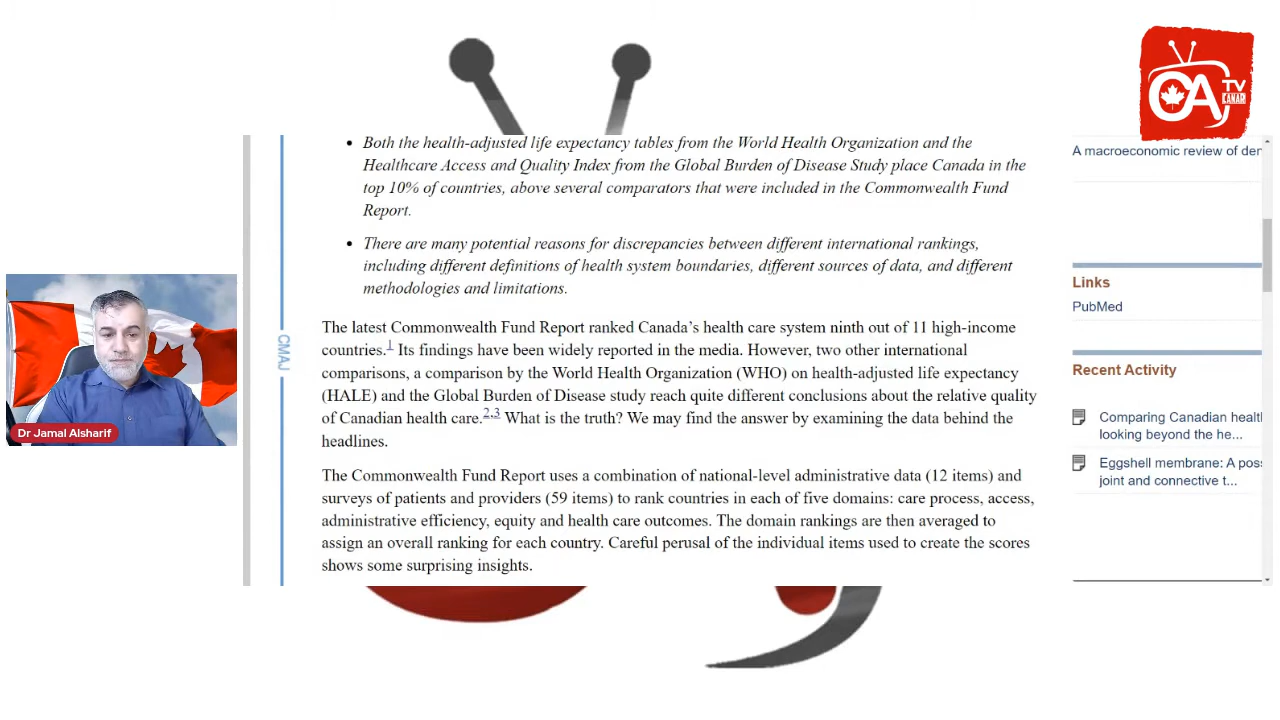 OA
TV
CANAR
Both the health-adjusted life expectancy tables from the World Health Organization and the
Healthcare Access and Quality Index from the Global Burden of Disease Study place Canada in the
top 10% of countries, above several comparators that were included in the Commonwealth Fund
Report.
There are many potential reasons for discrepancies between different international rankings,
including different definitions of health system boundaries, different sources of data, and different
methodologies and limitations.
The latest Commonwealth Fund Report ranked Canada’s health care system ninth out of 11 high-income
countries.1 Its findings have been widely reported in the media. However, two other international
comparisons, a comparison by the World Health Organization (WHO) on health-adjusted life expectancy
(HALE) and the Global Burden of Disease study reach quite different conclusions about the relative quality
of Canadian health care.2,3 What is the truth? We may find the answer by examining the data behind the
headlines.
The Commonwealth Fund Report uses a combination of national-level administrative data (12 items) and
surveys of patients and providers (59 items) to rank countries in each of five domains: care process, access,
administrative efficiency, equity and health care outcomes. The domain rankings are then averaged to
assign an overall ranking for each country. Careful perusal of the individual items used to create the scores
shows some surprising insights.
CMAJ
Dr Jamal Alsharif
A macroeconomic review of der
Links
PubMed
Recent Activity
Comparing Canadian healt
looking beyond the he...
Eggshell membrane: A pos
joint and connective t...